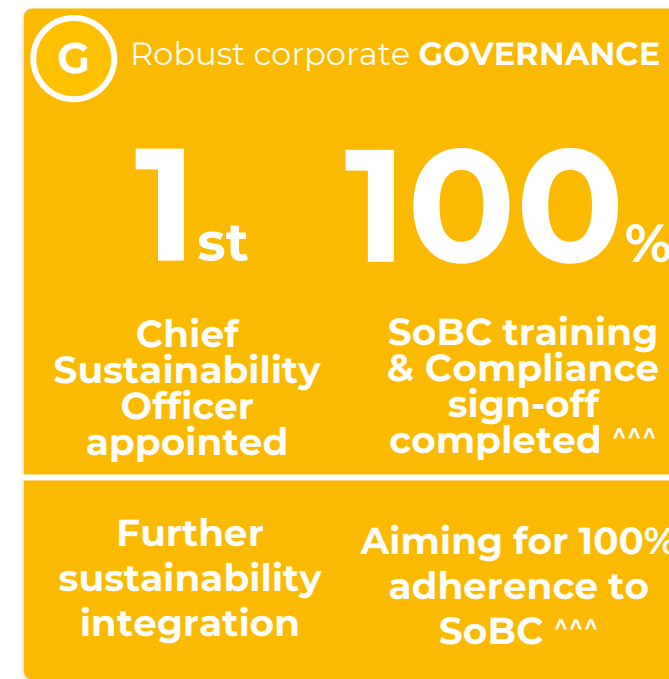 G Robust corporate GOVERNANCE
1st
Chief
Sustainability
Officer
appointed
100%
SoBC training
& Compliance
sign-off
completed ^^^
Further
sustainability
integration
Aiming for 100%
adherence to
SoBC ^^^